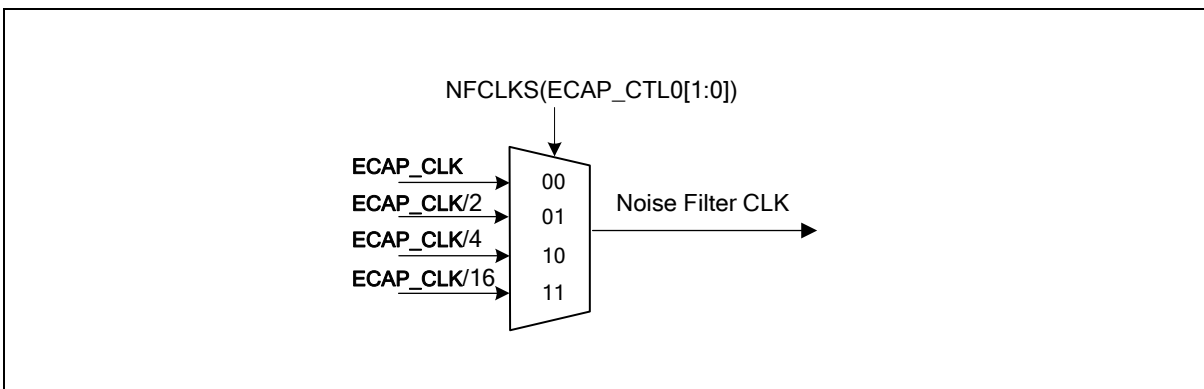 NFCLKS(ECAP_CTL0[1:0])
ECAP_CLK
00
ECAP_CLK/2
01
Noise Filter CLK
ECAP_CLK/4
10
ECAP_CLK/16
11